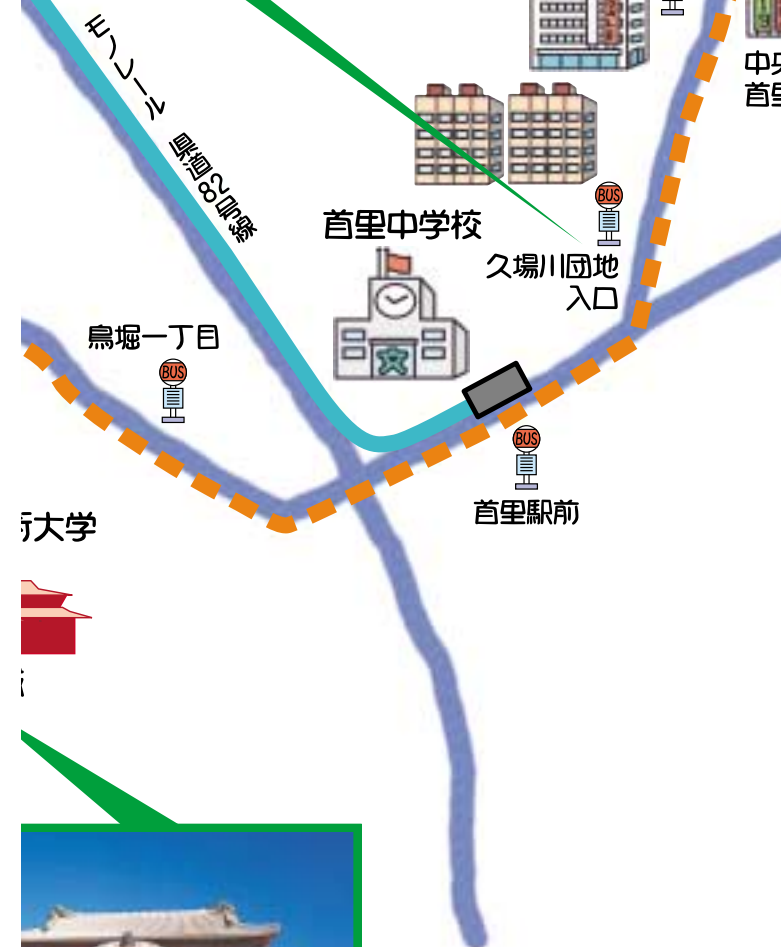 モノレール
県道82号線
中央
首里
BUS
首里中学校
久場川団地
入口
鳥堀一丁目
BUS
BUS
首里駅前
大学